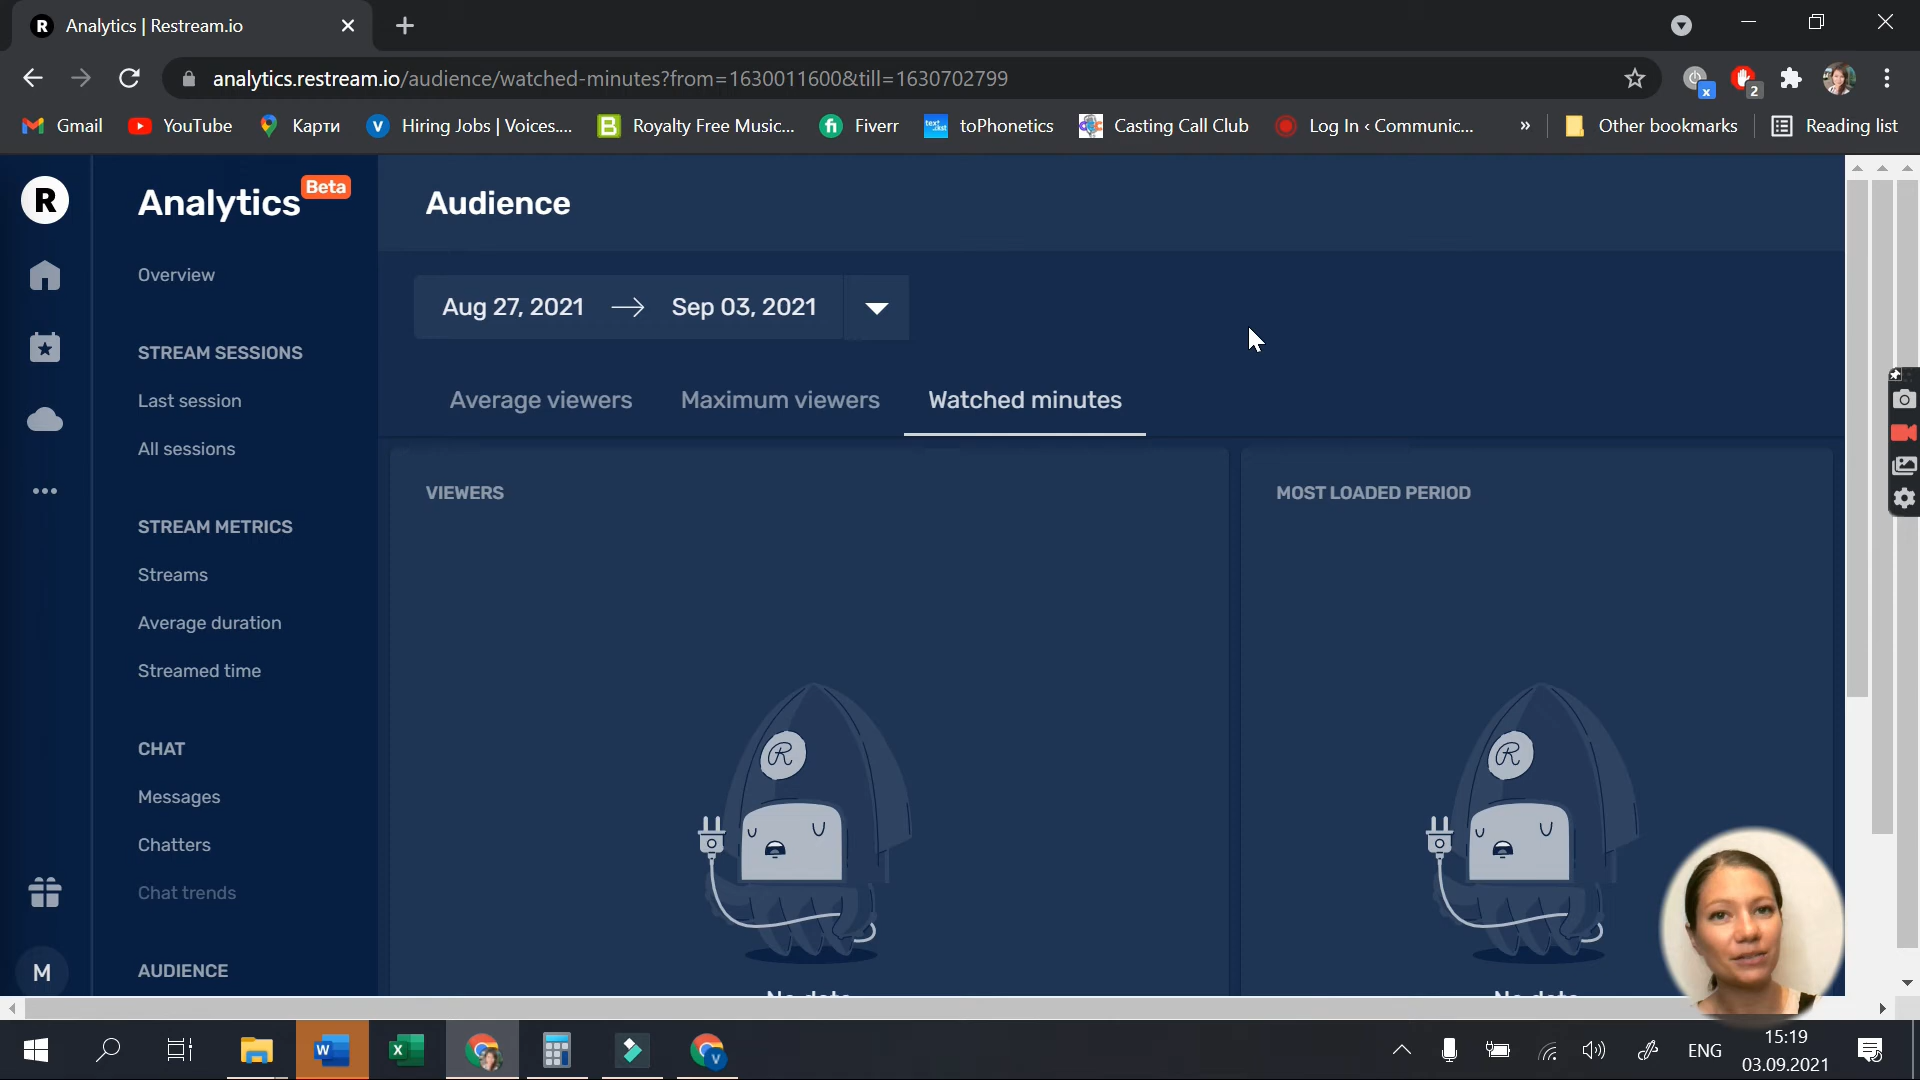 R Analytics | Restream.io
analytics.restream.io/audience/watched-minutes?from=1630011600&till=1630702799
2
Gmail YouTube Карти V Hiring Jobs | Voices.... B Royalty Free Music... fi Fiverr toPhonetics Casting Call Club Log In ‹ Communic... » Other bookmarks Reading list
R Analytics Beta
Audience
Overview
Aug 27, 2021 → Sep 03, 2021
STREAM SESSIONS
Last session
All sessions
Average viewers Maximum viewers Watched minutes
VIEWERS
MOST LOADED PERIOD
STREAM METRICS
Streams
Average duration
Streamed time
R
R
CHAT
Messages
Chatters
Chat trends
AUDIENCE
M
ENG
15:19
03.09.2021